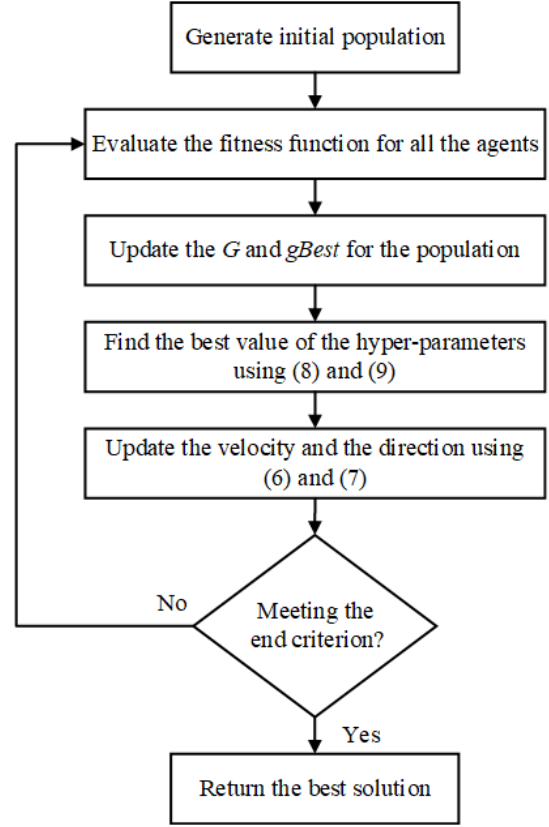 Generate initial population
Evaluate the fitness function for all the agents
Update the G and gBest for the population
Find the best value of the hyper-parameters
using (8) and (9)
Update the velocity and the direction using
(6) and (7)
No
Meeting the
end criterion?
Yes
Return the best solution